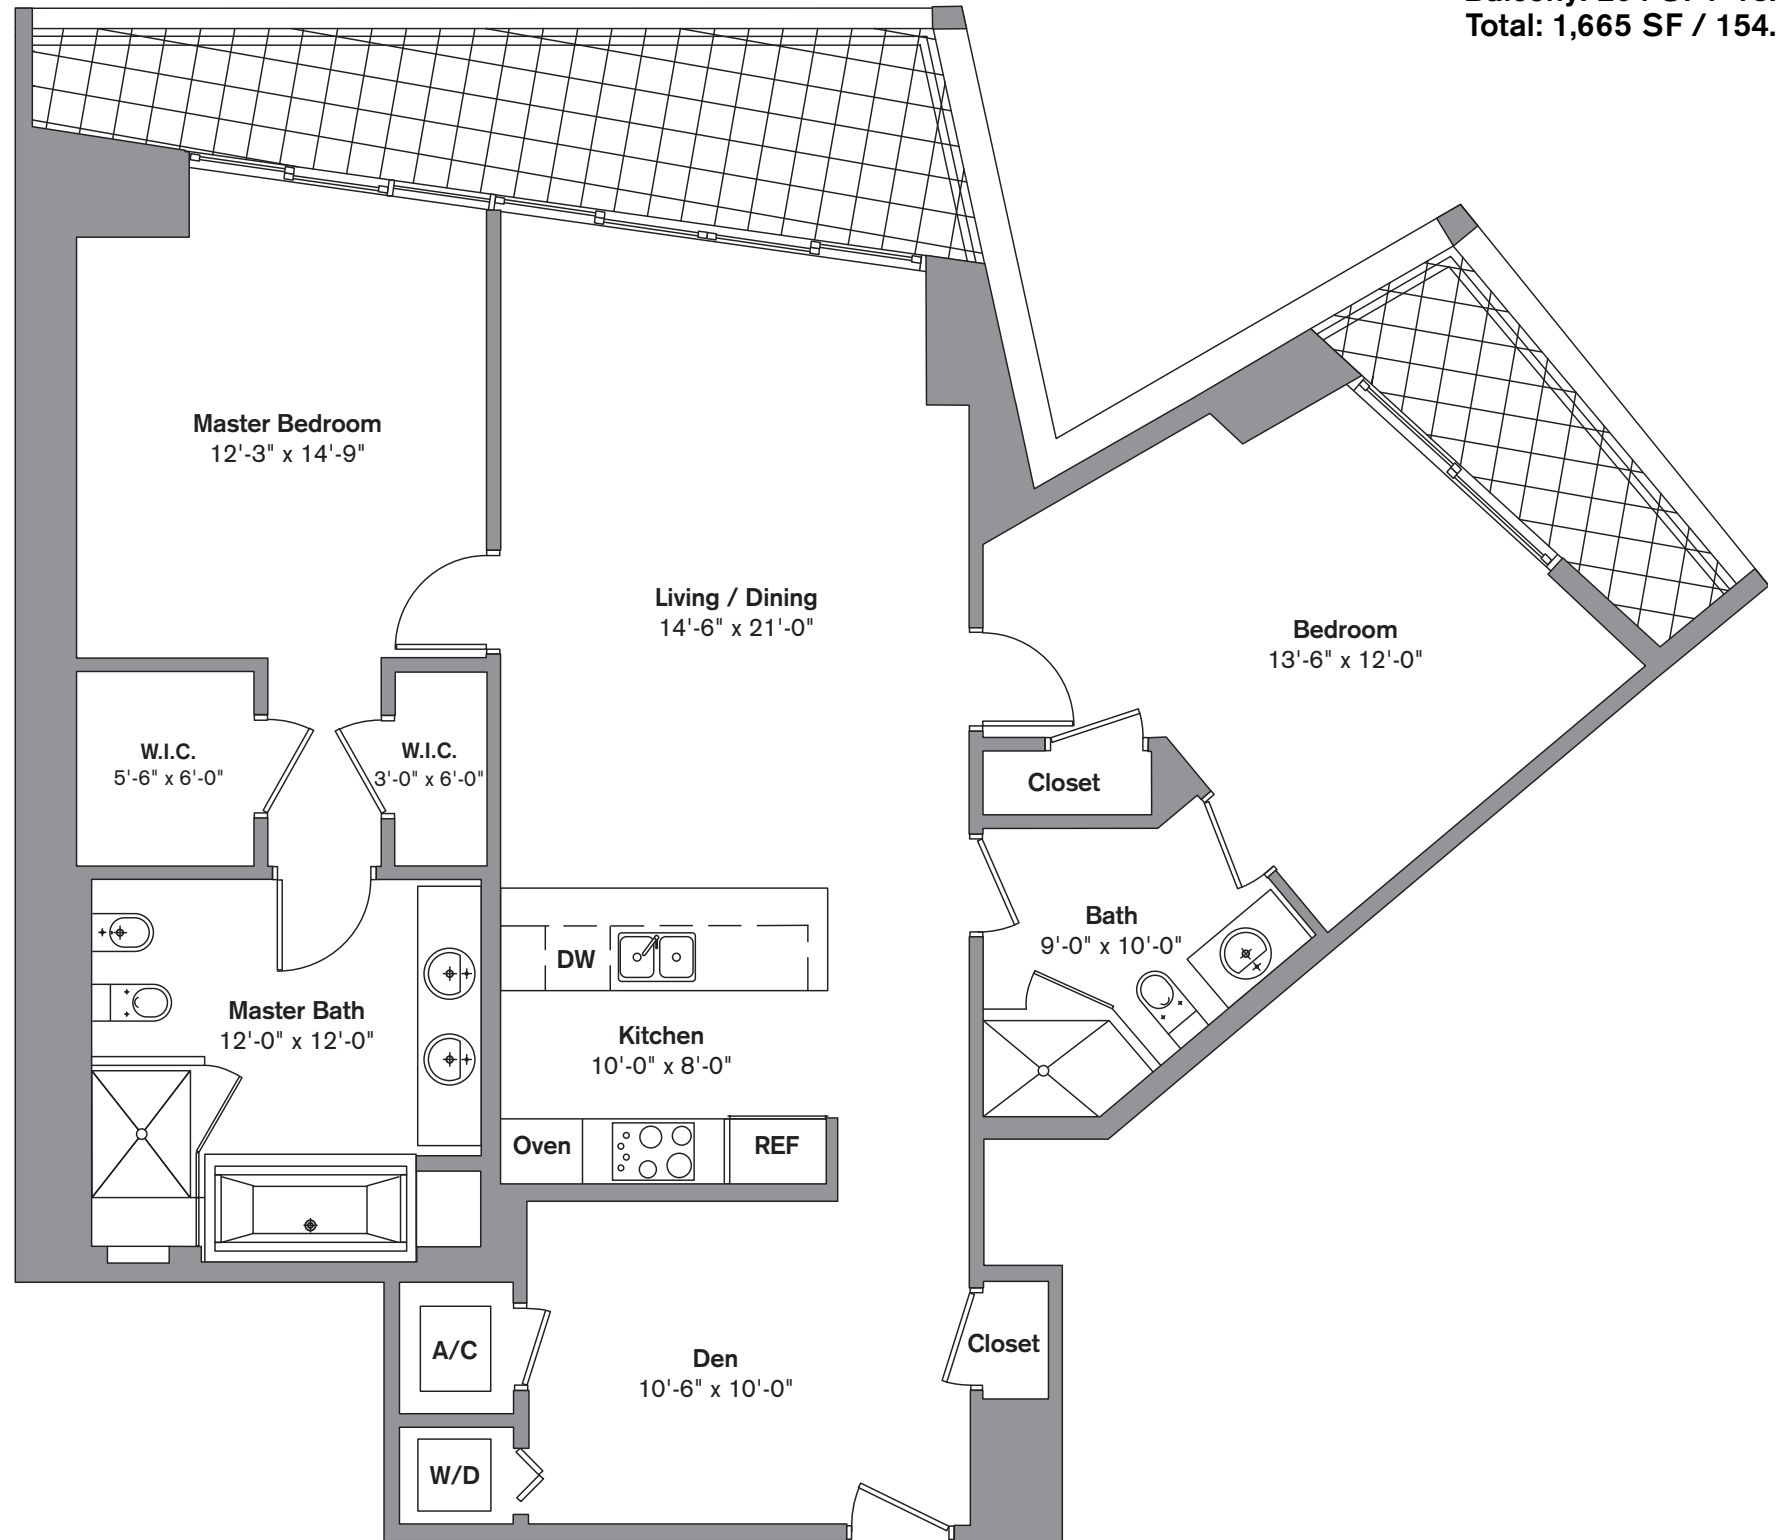 Total: 1,665 SF / 154.
Master Bedroom
12'-3" x 14'-9"
Living / Dining
14'-6" x 21'-0"
Bedroom
13'-6" x 12'-0"
W.I.C.
5'-6" x 6'-0"
W.I.C.
3'-0" x 6'-0"
Closet
Bath
9'-0" x 10'-0"
DW
Master Bath
12'-0" x 12'-0"
Kitchen
10'-0" x 8'-0"
Oven
REF
A/C
Den
10'-6" x 10'-0"
Closet
W/D